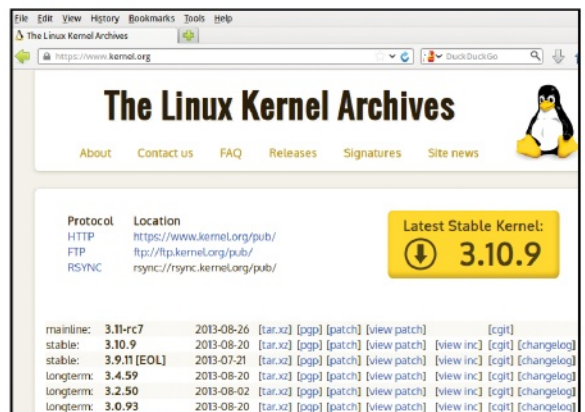 File Edit View History Bookmarks Tools Help
The Linux Kernel Archives
https://www.kernel.org
DuckDuckGo
The Linux Kernel Archives
About Contact us FAQ Releases Signatures Site news
Protocol Location
HTTP https://www.kernel.org/pub/
FTP ftp://ftp.kernel.org/pub/
RSYNC rsync://rsync.kernel.org/pub/
Latest Stable Kernel:
3.10.9
mainline: 3.11-rc7 2013-08-26 [tar.xz] [pgp] [patch] [view patch] [cgit]
stable: 3.10.9 2013-08-20 [tar.xz] [pgp] [patch] [view patch] [view inc] [cgit] [changelog]
stable: 3.9.11 [EOL] 2013-07-21 [tar.xz] [pgp] [patch] [view patch] [view inc] [cgit] [changelog]
longterm: 3.4.59 2013-08-20 [tar.xz] [pgp] [patch] [view patch] [view inc] [cgit] [changelog]
longterm: 3.2.50 2013-08-02 [tar.xz] [pgp] [patch] [view patch] [view inc] [cgit] [changelog]
longterm: 3.0.93 2013-08-20 [tar.xz] [pgp] [patch] [view patch] [view inc] [cgit] [changelog]